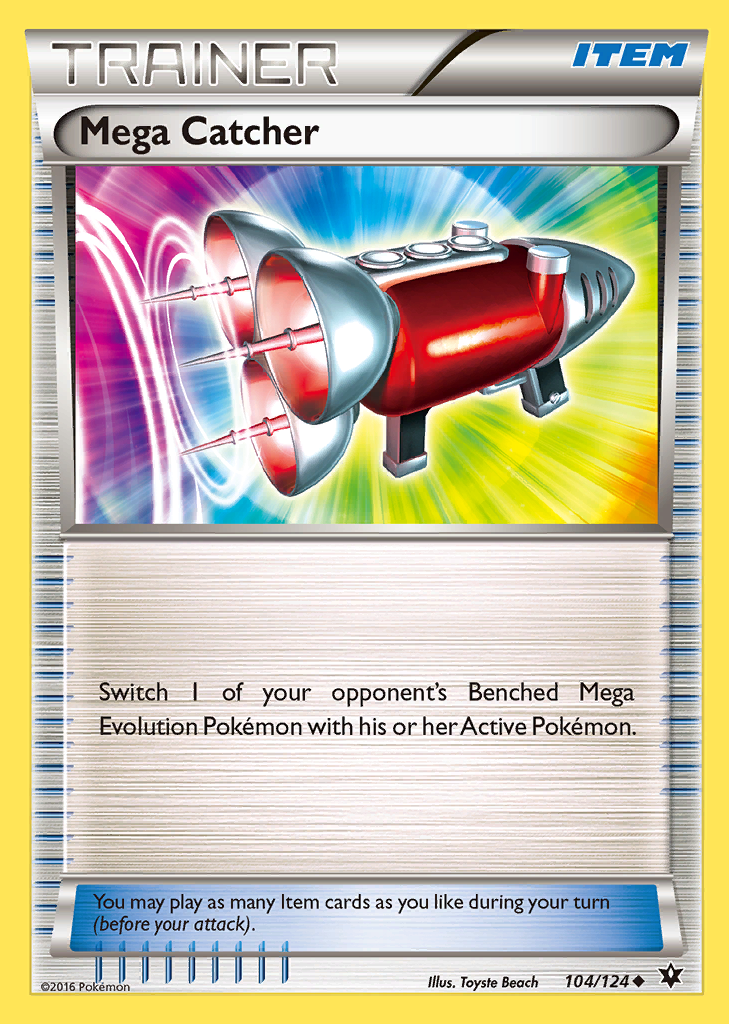 TRAINER
ITEM
Mega Catcher
Switch 1 of your opponent's Benched Mega
Evolution Pokémon with his or her Active Pokémon.
You may play as many Item cards as you like during your turn
(before your attack).
©2016 Pokémon
Illus. Toyste Beach
104/124